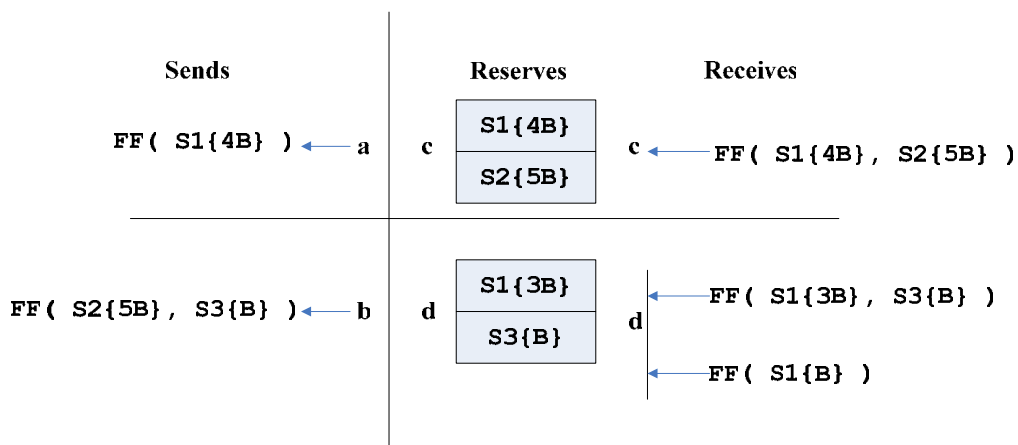 Sends
Reserves
Receives
FF( S1{4B} )
a
c
S1{4B}
S2{5B}
c
FF( S1{4B}, S2{5B} )
FF( S2{5B}, S3{B} )
b
d
S1{3B}
S3{B}
d
FF( S1{3B}, S3{B} )
FF( S1{B} )